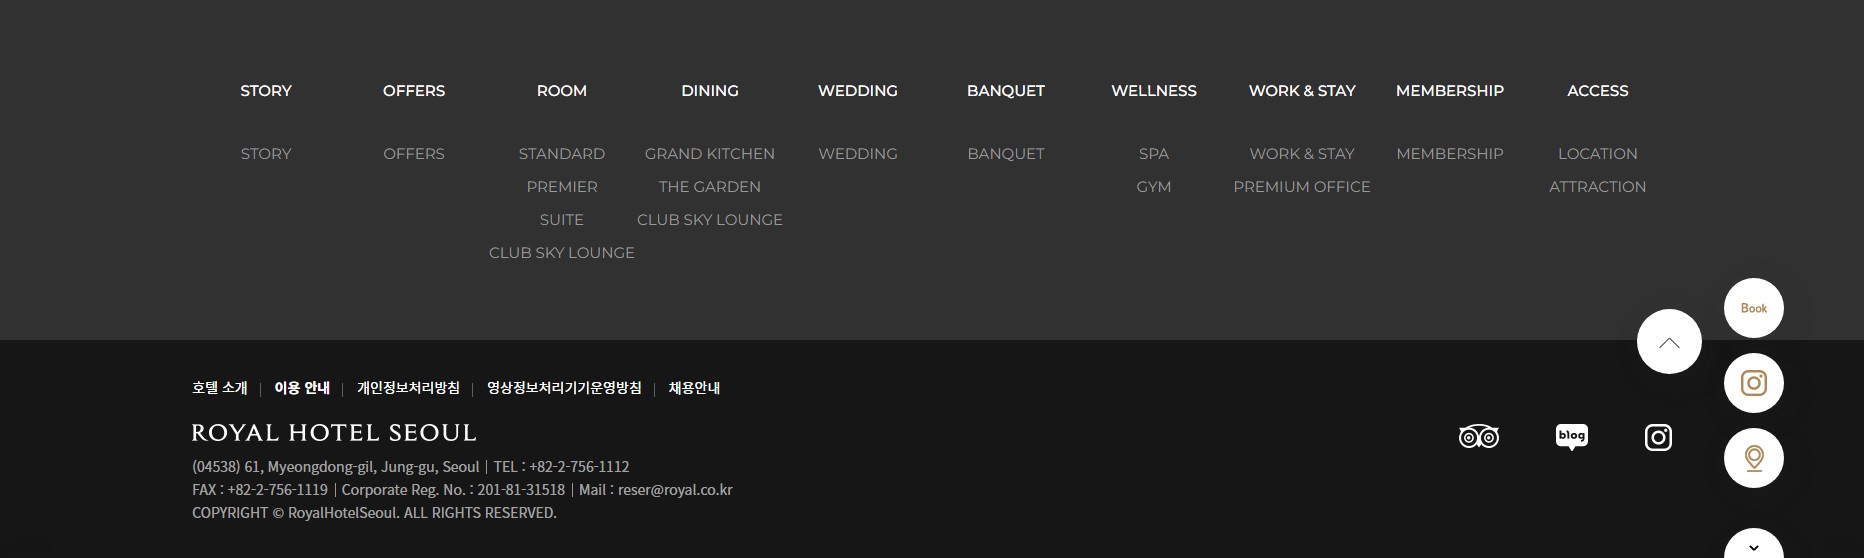 STORY OFFERS ROOM DINING WEDDING BANQUET WELLNESS WORK & STAY MEMBERSHIP ACCESS
STORY OFFERS STANDARD GRAND KITCHEN WEDDING BANQUET SPA WORK & STAY MEMBERSHIP LOCATION
PREMIER THE GARDEN GYM PREMIUM OFFICE ATTRACTION
SUITE CLUB SKY LOUNGE
CLUB SKY LOUNGE
Book
호텔 소개 | 이용 안내 | 개인정보처리방침 | 영상정보처리기기운영방침 | 채용안내
ROYAL HOTEL SEOUL
blog
(04538) 61, Myeongdong-gil, Jung-gu, Seoul | TEL : +82-2-756-1112
FAX : +82-2-756-1119 | Corporate Reg. No. : 201-81-31518 | Mail : reser@royal.co.kr
COPYRIGHT © RoyalHotelSeoul. ALL RIGHTS RESERVED.